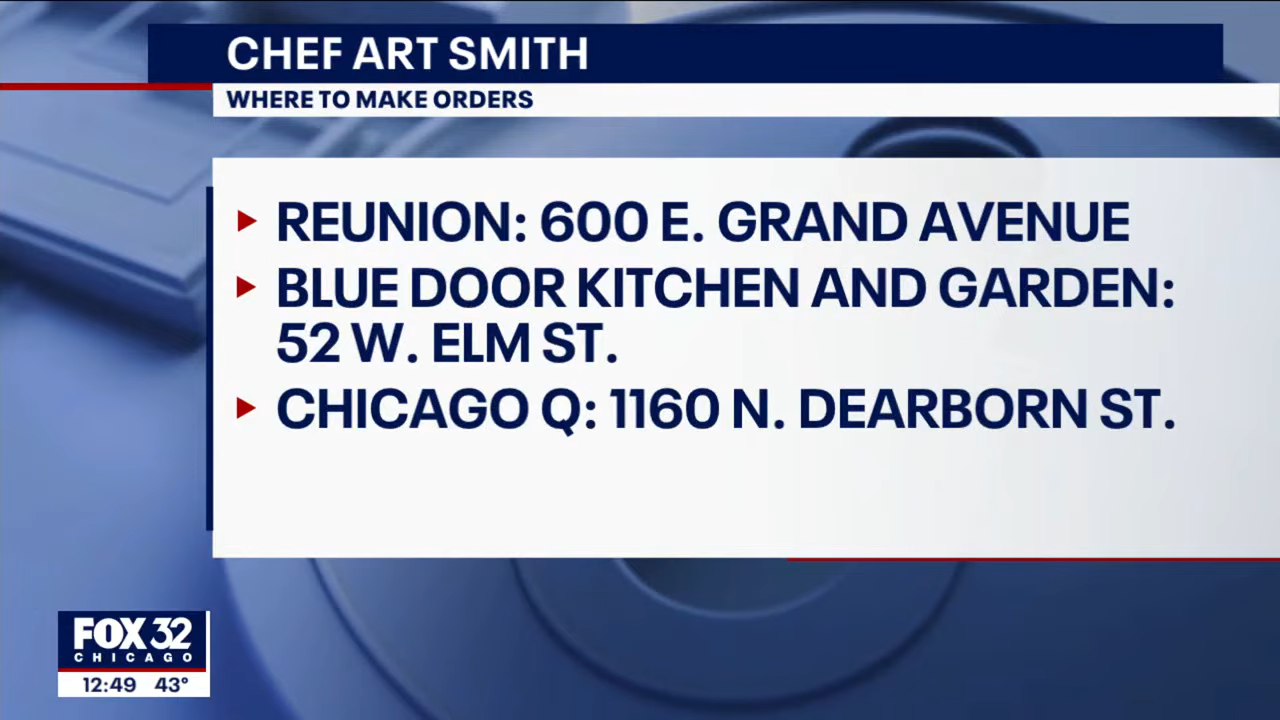 CHEF ART SMITH
WHERE TO MAKE ORDERS
REUNION: 600 E. GRAND AVENUE
BLUE DOOR KITCHEN AND GARDEN:
52 W. ELM ST.
CHICAGO Q: 1160 N. DEARBORN ST.
FOX 32
CHICAGO
12:49 43°